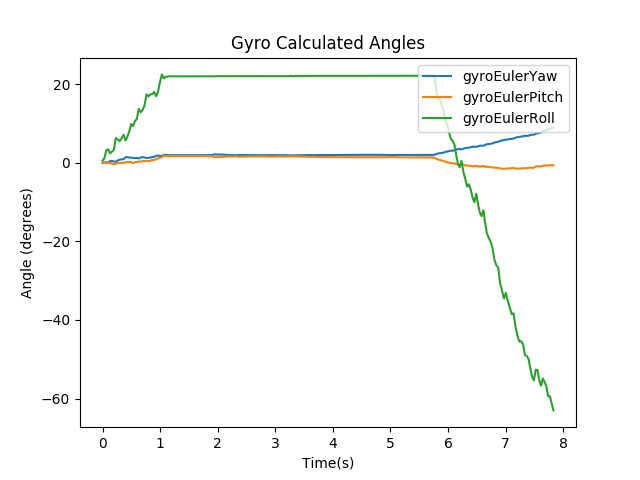 Gyro Calculated Angles
gyroEulerYaw
gyroEulerPitch
gyroEulerRoll
20
0
−20
−40
−60
Angle (degrees)
0 1 2 3 4 5 6 7 8
Time(s)